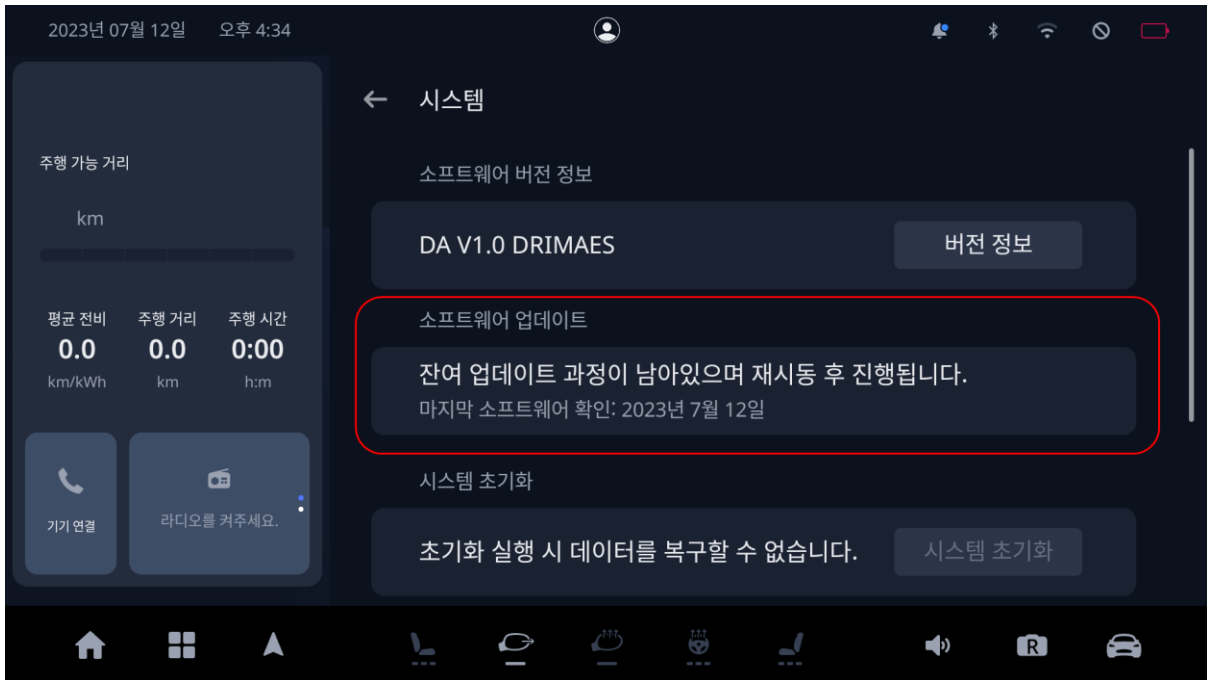 2023년 07월 12일 오후 4:34
주행 가능 거리
km
평균 전비 주행 거리 주행 시간
0.0 0.0 0:00
km/kWh km h:m
기기 연결
라디오를 켜주세요.
시스템
소프트웨어 버전 정보
DA V1.0 DRIMAES
버전 정보
소프트웨어 업데이트
잔여 업데이트 과정이 남아있으며 재시동 후 진행됩니다.
마지막 소프트웨어 확인: 2023년 7월 12일
시스템 초기화
초기화 실행 시 데이터를 복구할 수 없습니다.
시스템 초기화
R